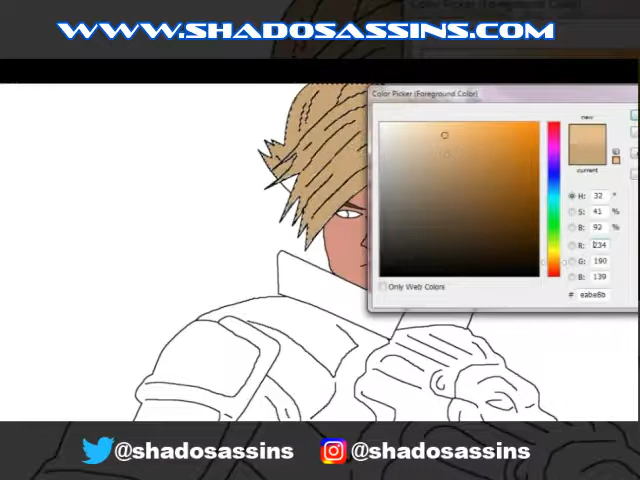 WWW.SHADOSASSINS.COM
Color Picker (Foreground Color)
new
current
H: 32 °
S: 41 %
B: 92 %
R: 234
G: 190
B: 139
# eabe8b
Only Web Colors
@shadosassins @shadosassins